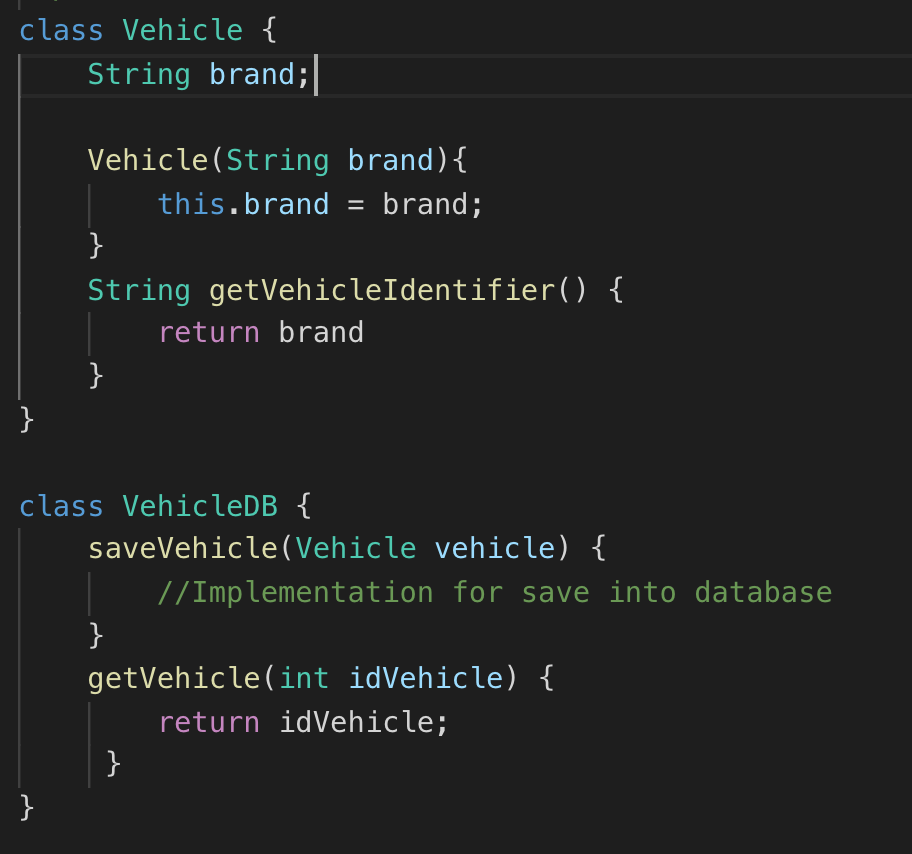 class Vehicle {
    String brand;

    Vehicle(String brand){
        this.brand = brand;
    }
    String getVehicleIdentifier() {
        return brand
    }
}

class VehicleDB {
    saveVehicle(Vehicle vehicle) {
        //Implementation for save into database
    }
    getVehicle(int idVehicle) {
        return idVehicle;
     }
}